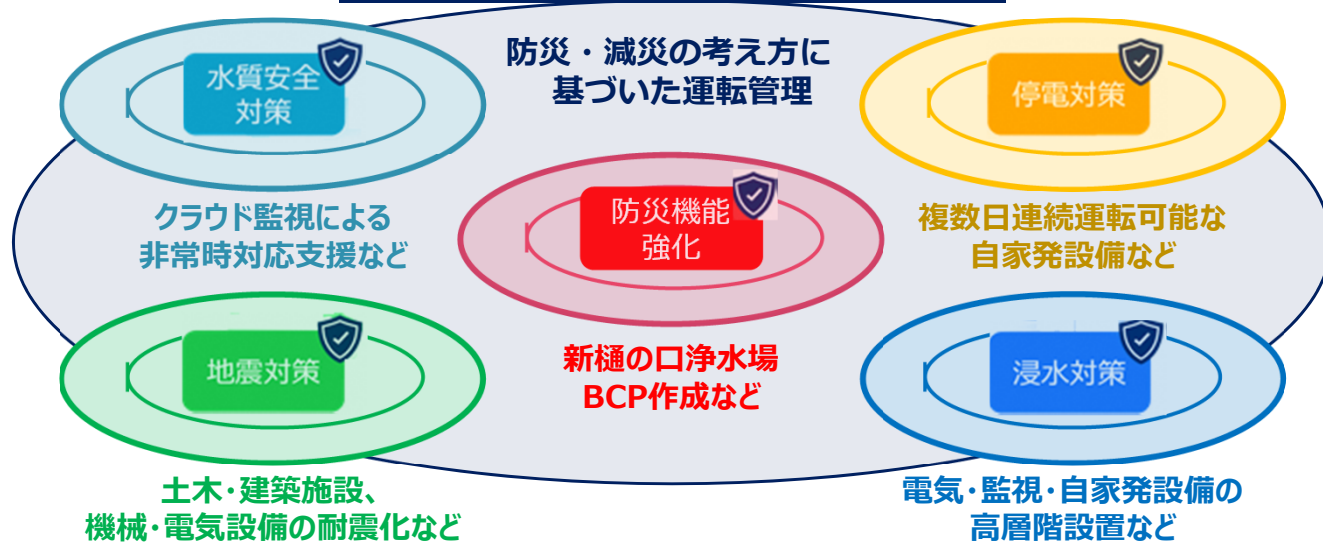 防災・減災の考え方に
基づいた運転管理
水質安全
対策
クラウド監視による
非常時対応支援など
停電対策
複数日連続運転可能な
自家発設備など
防災機能
強化
新樋の口浄水場
BCP作成など
地震対策
土木・建築施設、
機械・電気設備の耐震化など
浸水対策
電気・監視・自家発設備の
高層階設置など